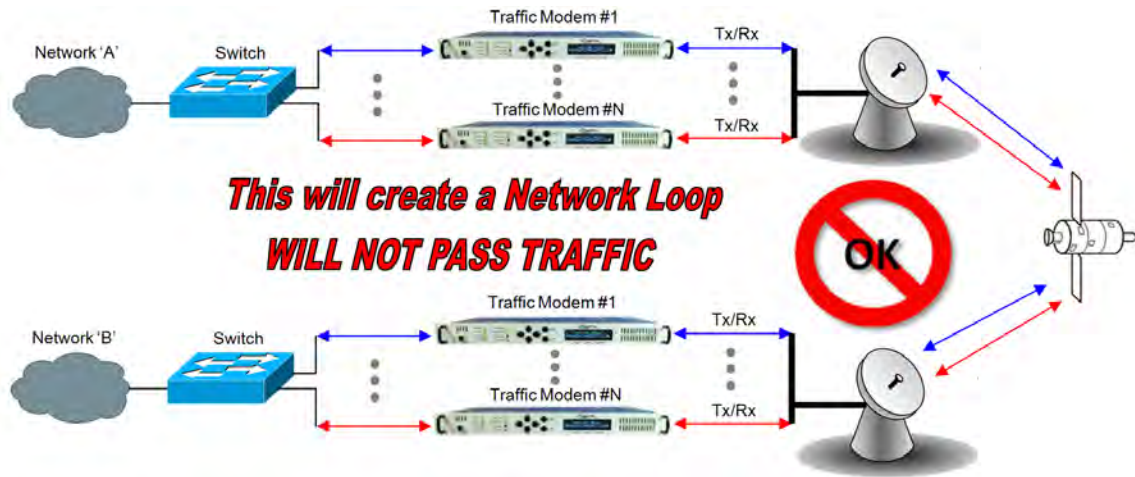 Traffic Modem #1
Network ‘A’
Switch
Tx/Rx
Traffic Modem #N
Tx/Rx
This will create a Network Loop
WILL NOT PASS TRAFFIC
OK
Traffic Modem #1
Network ‘B’
Switch
Tx/Rx
Traffic Modem #N
Tx/Rx